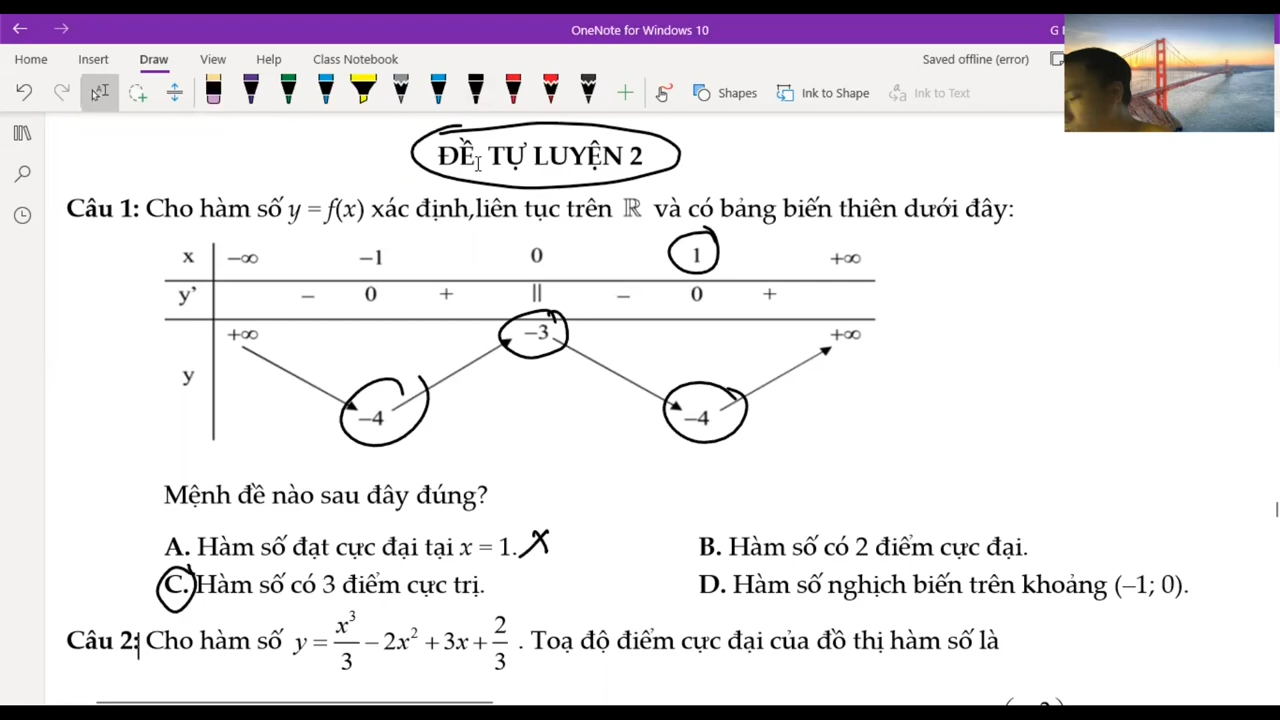 OneNote for Windows 10
G
Home Insert Draw View Help Class Notebook
Saved offline (error)
Shapes Ink to Shape Ink to Text
ĐỀ TỰ LUYỆN 2
Câu 1: Cho hàm số y = f(x) xác định,liên tục trên ℝ và có bảng biến thiên dưới đây:
x −∞ −1 0 1 +∞
y’ − 0 + || − 0 +
+∞ −3 +∞
y
−4 −4
Mệnh đề nào sau đây đúng?
A. Hàm số đạt cực đại tại x = 1. X
B. Hàm số có 2 điểm cực đại.
C. Hàm số có 3 điểm cực trị.
D. Hàm số nghịch biến trên khoảng (–1; 0).
Câu 2: Cho hàm số y = x³/3 − 2x² + 3x + 2/3 . Toạ độ điểm cực đại của đồ thị hàm số là